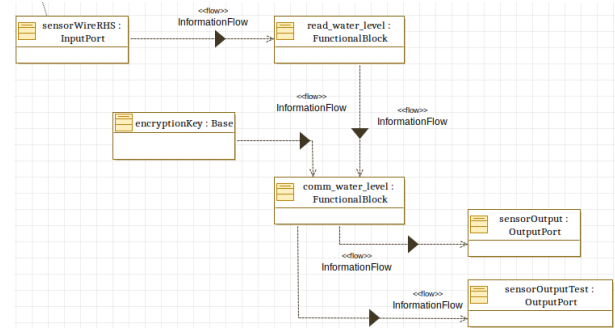 <<flow>>
InformationFlow
sensorWireRHS :
InputPort
read_water_level :
FunctionalBlock
<<flow>>
InformationFlow
<<flow>>
InformationFlow
encryptionKey : Base
comm_water_level :
FunctionalBlock
sensorOutput :
OutputPort
<<flow>>
InformationFlow
sensorOutputTest :
OutputPort
<<flow>>
InformationFlow